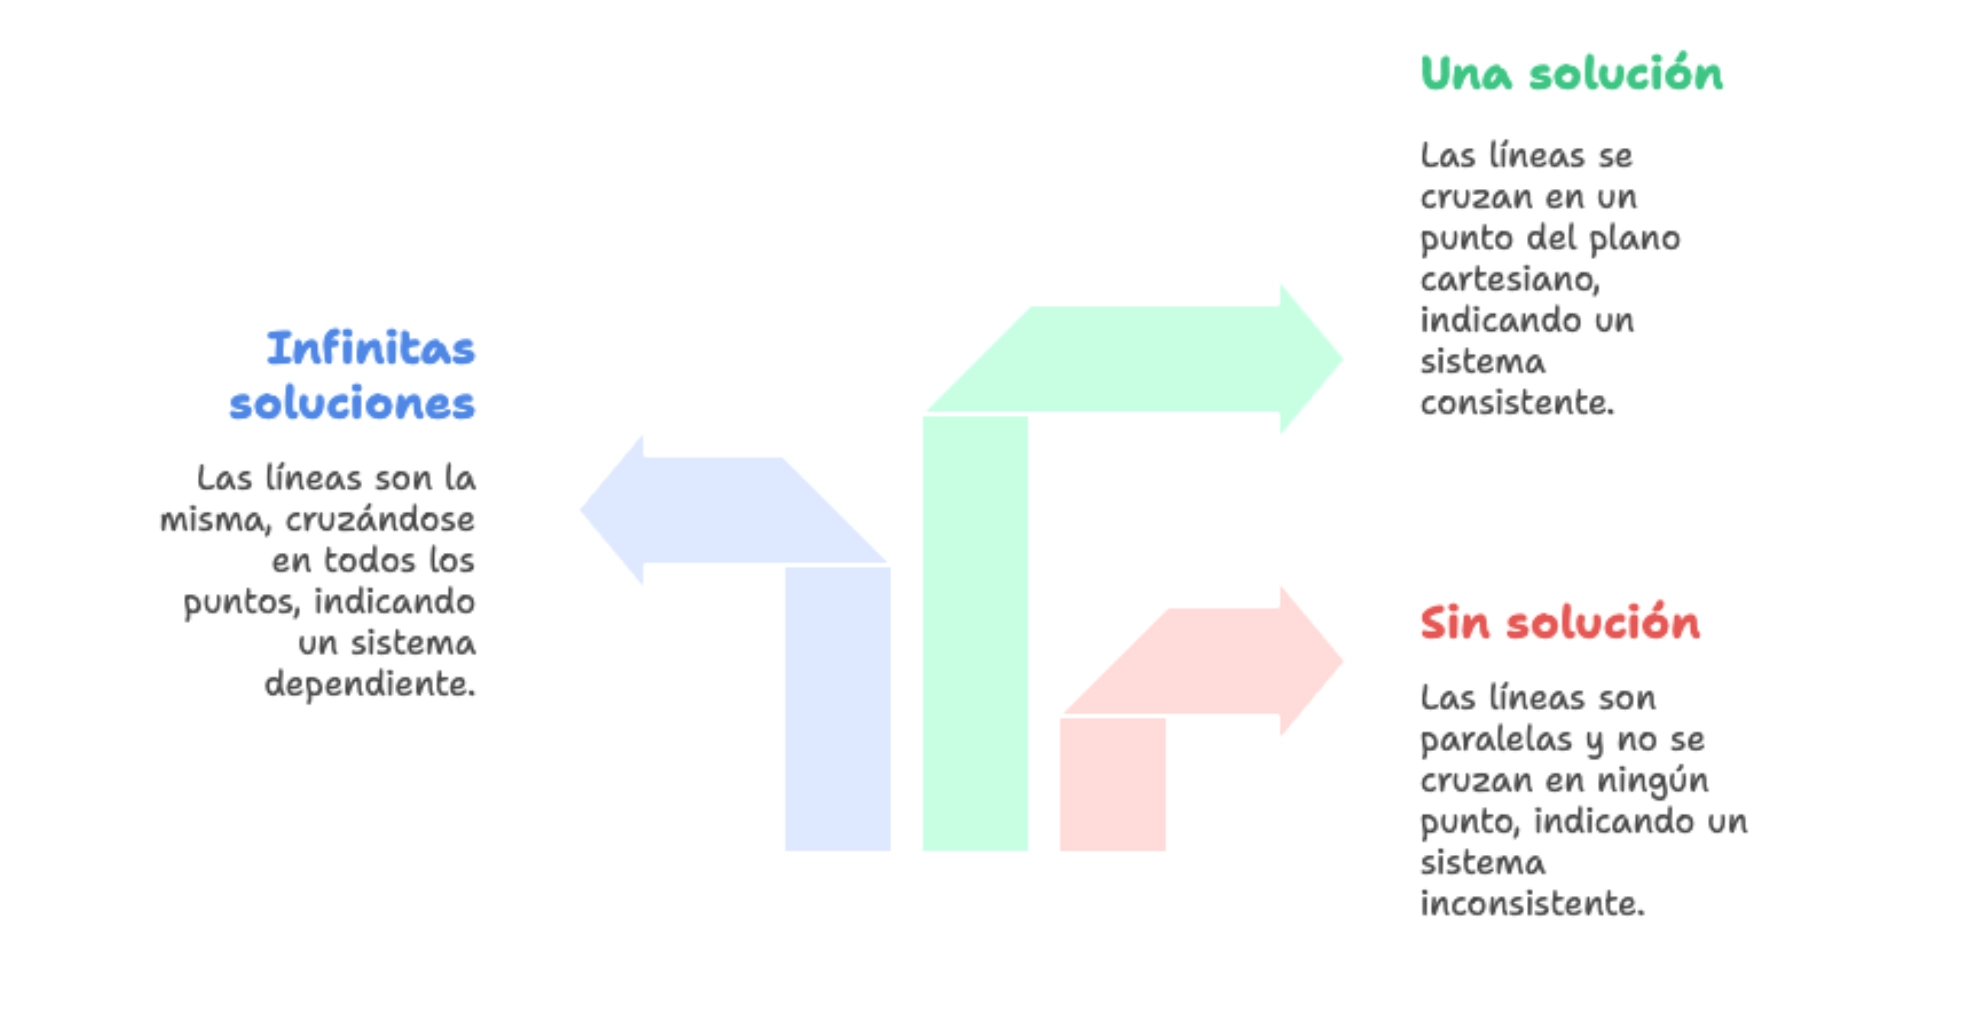 Una solución
Las líneas se
cruzan en un
punto del plano
cartesiano,
indicando un
sistema
consistente.
Infinitas
soluciones
Las líneas son la
misma, cruzándose
en todos los
puntos, indicando
un sistema
dependiente.
Sin solución
Las líneas son
paralelas y no se
cruzan en ningún
punto, indicando un
sistema
inconsistente.